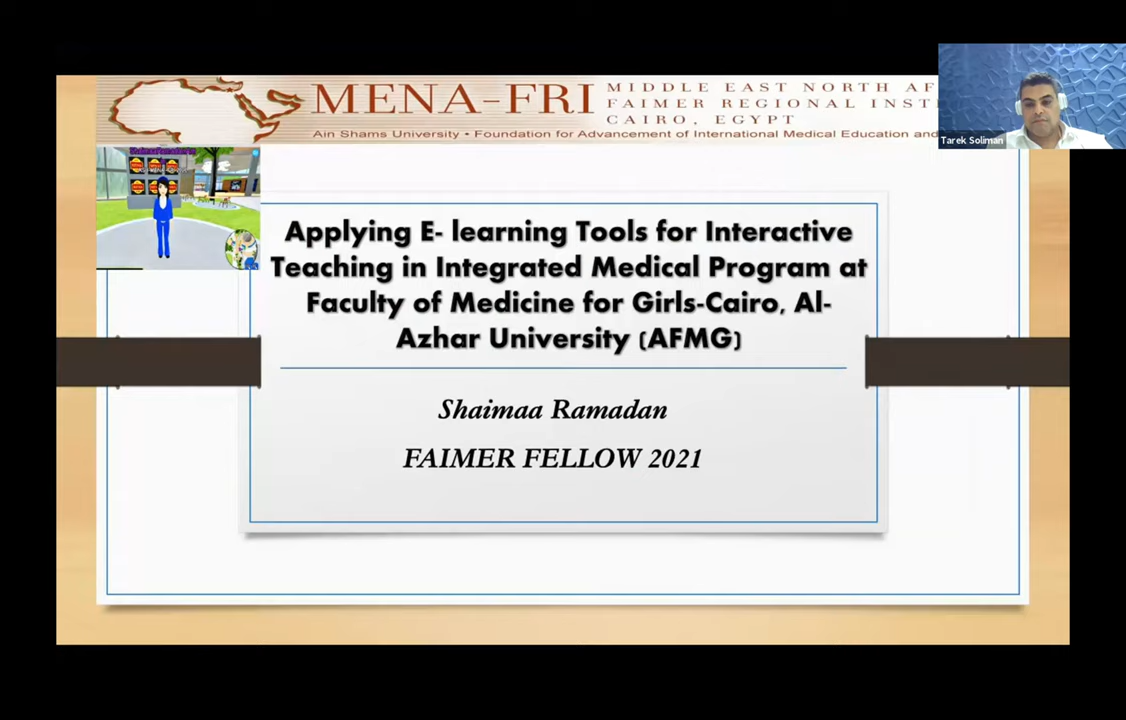 MENA-FRI
MIDDLE EAST NORTH AF
FAIMER REGIONAL INST
CAIRO, EGYPT
Ain Shams University • Foundation for Advancement of International Medical Education and
Tarek Soliman
Applying E- learning Tools for Interactive
Teaching in Integrated Medical Program at
Faculty of Medicine for Girls-Cairo, Al-
Azhar University (AFMG)
Shaimaa Ramadan
FAIMER FELLOW 2021